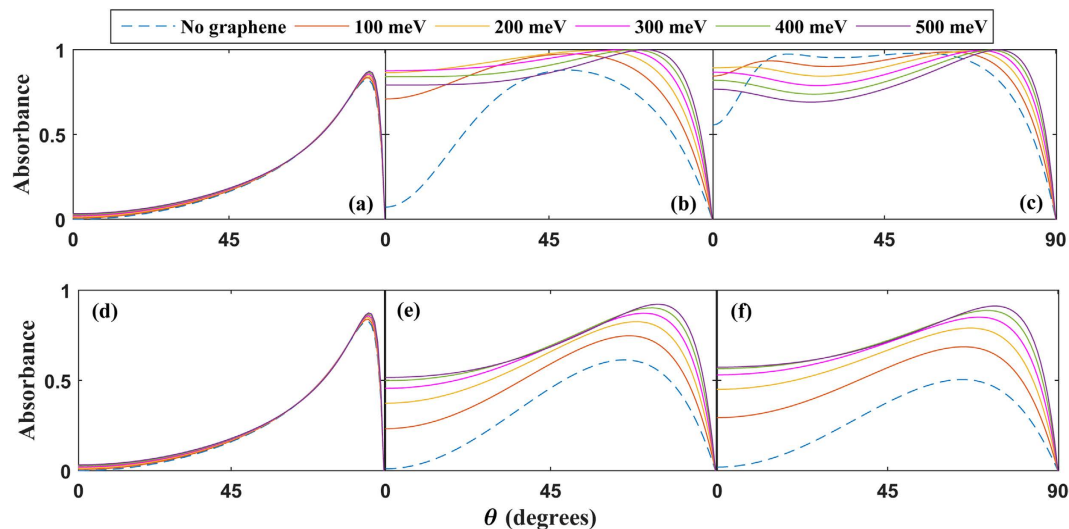 No graphene 100 meV 200 meV 300 meV 400 meV 500 meV
Absorbance
1
0.5
0
(a) (b) (c)
0 45 0 45 0 45 90
Absorbance
1
0.5
0
(d) (e) (f)
0 45 0 45 0 45 90
θ (degrees)